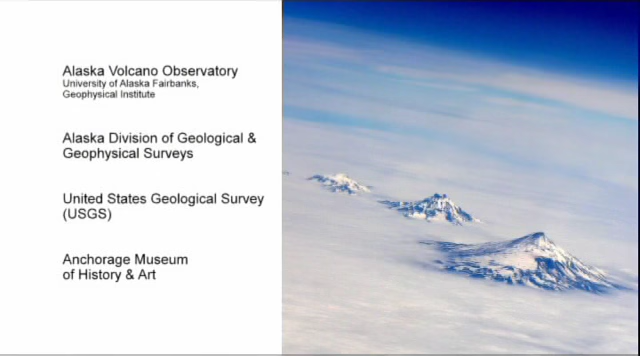 Alaska Volcano Observatory
University of Alaska Fairbanks,
Geophysical Institute
Alaska Division of Geological &
Geophysical Surveys
United States Geological Survey
(USGS)
Anchorage Museum
of History & Art